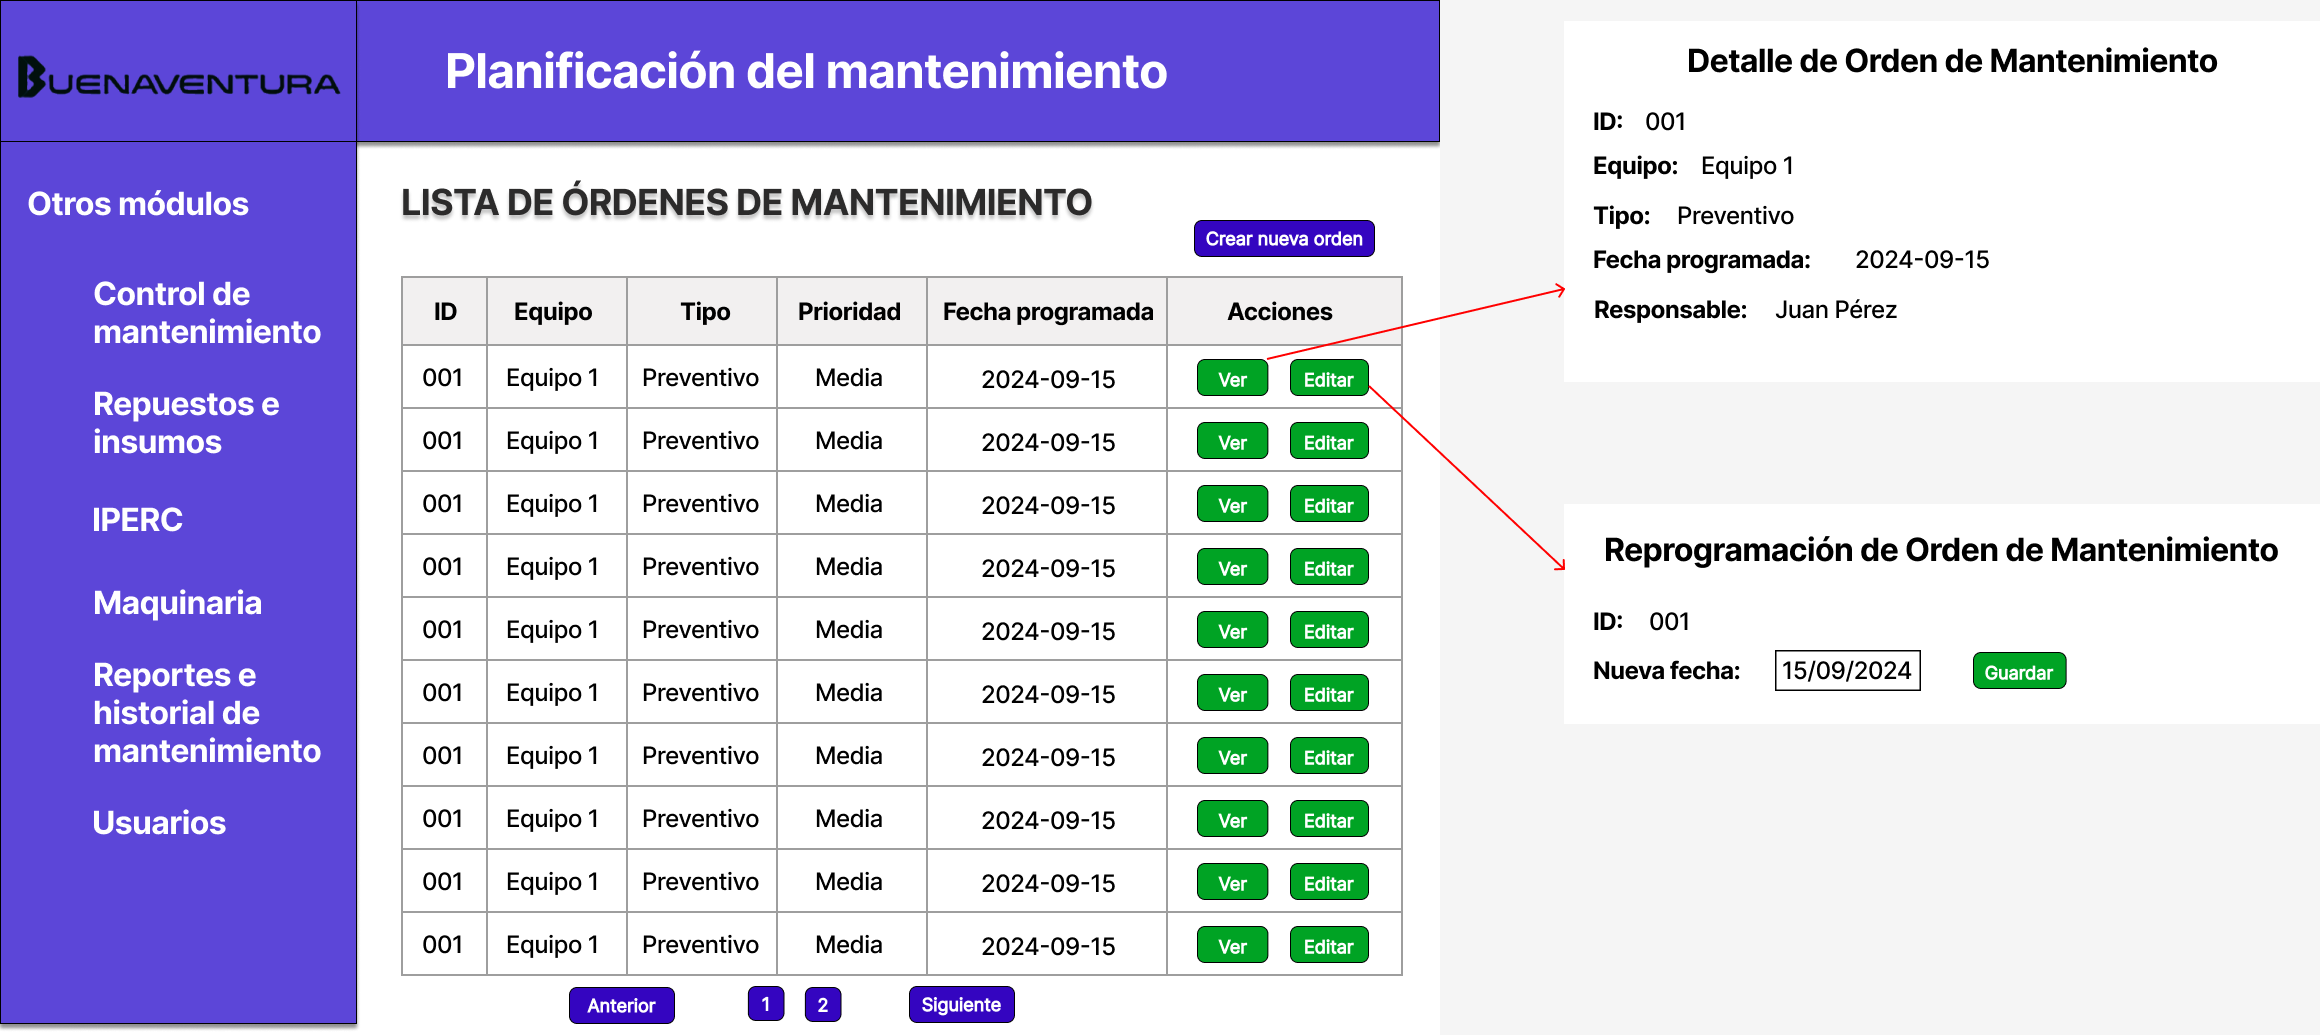 BUENAVENTURA
Planificación del mantenimiento
Otros módulos
Control de
mantenimiento
Repuestos e
insumos
IPERC
Maquinaria
Reportes e
historial de
mantenimiento
Usuarios
LISTA DE ÓRDENES DE MANTENIMIENTO
Crear nueva orden
ID Equipo Tipo Prioridad Fecha programada Acciones
001 Equipo 1 Preventivo Media 2024-09-15 Ver Editar
001 Equipo 1 Preventivo Media 2024-09-15 Ver Editar
001 Equipo 1 Preventivo Media 2024-09-15 Ver Editar
001 Equipo 1 Preventivo Media 2024-09-15 Ver Editar
001 Equipo 1 Preventivo Media 2024-09-15 Ver Editar
001 Equipo 1 Preventivo Media 2024-09-15 Ver Editar
001 Equipo 1 Preventivo Media 2024-09-15 Ver Editar
001 Equipo 1 Preventivo Media 2024-09-15 Ver Editar
001 Equipo 1 Preventivo Media 2024-09-15 Ver Editar
001 Equipo 1 Preventivo Media 2024-09-15 Ver Editar
Anterior 1 2 Siguiente
Detalle de Orden de Mantenimiento
ID: 001
Equipo: Equipo 1
Tipo: Preventivo
Fecha programada: 2024-09-15
Responsable: Juan Pérez
Reprogramación de Orden de Mantenimiento
ID: 001
Nueva fecha: 15/09/2024 Guardar